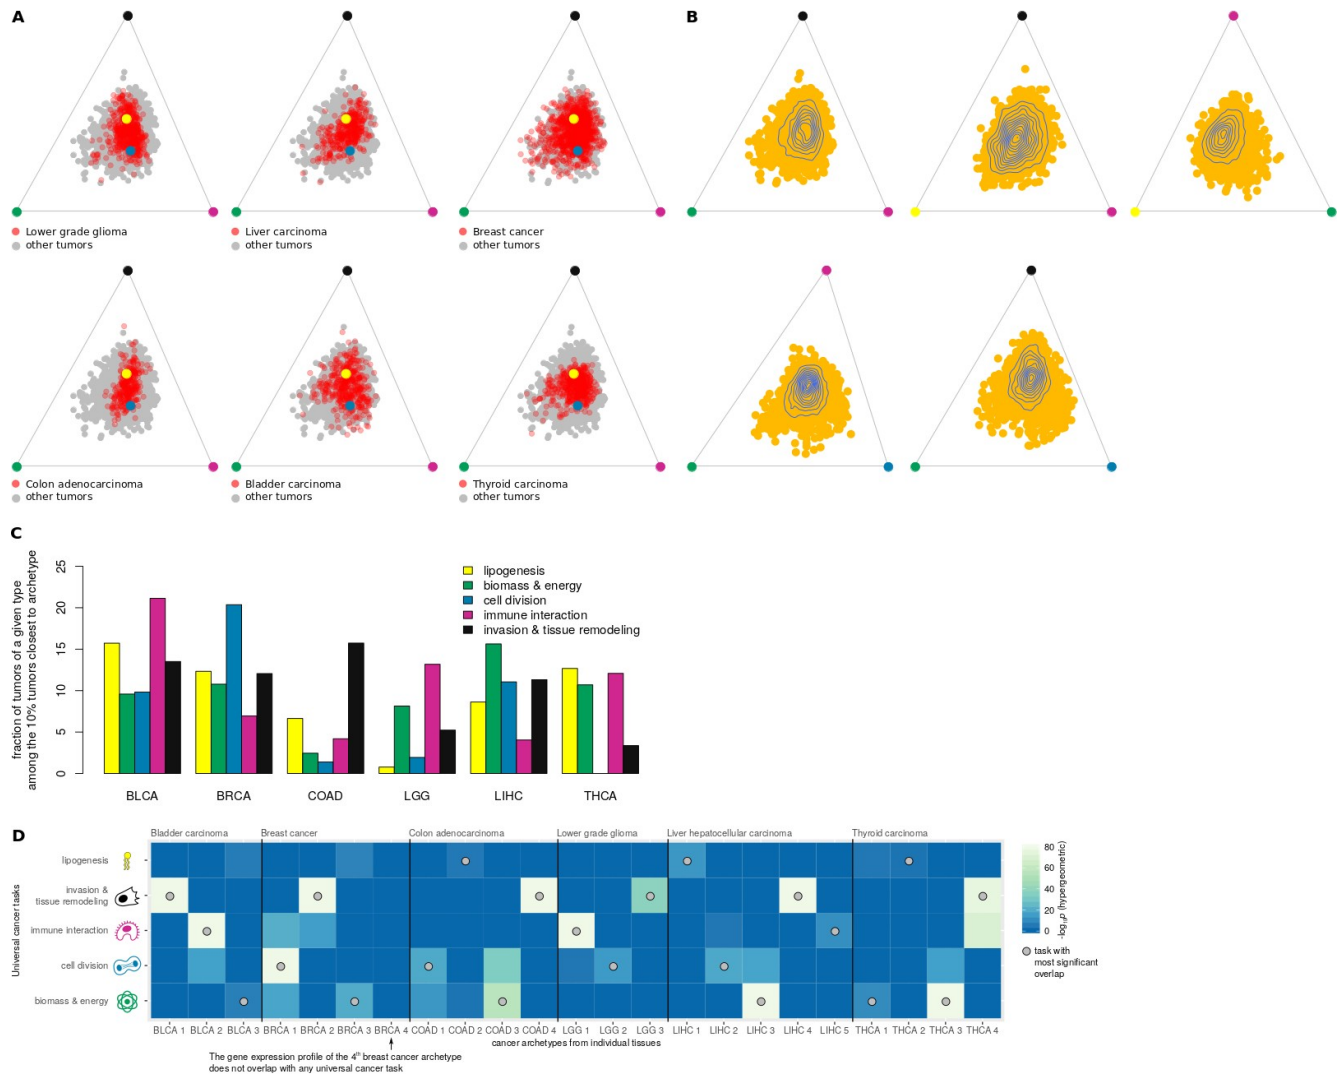 A
B
Lower grade glioma
other tumors
Liver carcinoma
other tumors
Breast cancer
other tumors
Colon adenocarcinoma
other tumors
Bladder carcinoma
other tumors
Thyroid carcinoma
other tumors
C
fraction of tumors of a given type
among the 10% tumors closest to archetype
25
20
15
10
5
0
lipogenesis
biomass & energy
cell division
immune interaction
invasion & tissue remodeling
BLCA BRCA COAD LGG LIHC THCA
D
Bladder carcinoma Breast cancer Colon adenocarcinoma Lower grade glioma Liver hepatocellular carcinoma Thyroid carcinoma
Universal cancer tasks
lipogenesis
invasion &
tissue remodeling
immune interaction
cell division
biomass & energy
80
60
40
20
0
-log₁₀p (hypergeometric)
task with
most significant
overlap
BLCA 1 BLCA 2 BLCA 3 BRCA 1 BRCA 2 BRCA 3 BRCA 4 COAD 1 COAD 2 COAD 3 COAD 4 LGG 1 LGG 2 LGG 3 LIHC 1 LIHC 2 LIHC 3 LIHC 4 LIHC 5 THCA 1 THCA 2 THCA 3 THCA 4
cancer archetypes from individual tissues
The gene expression profile of the 4th breast cancer archetype
does not overlap with any universal cancer task